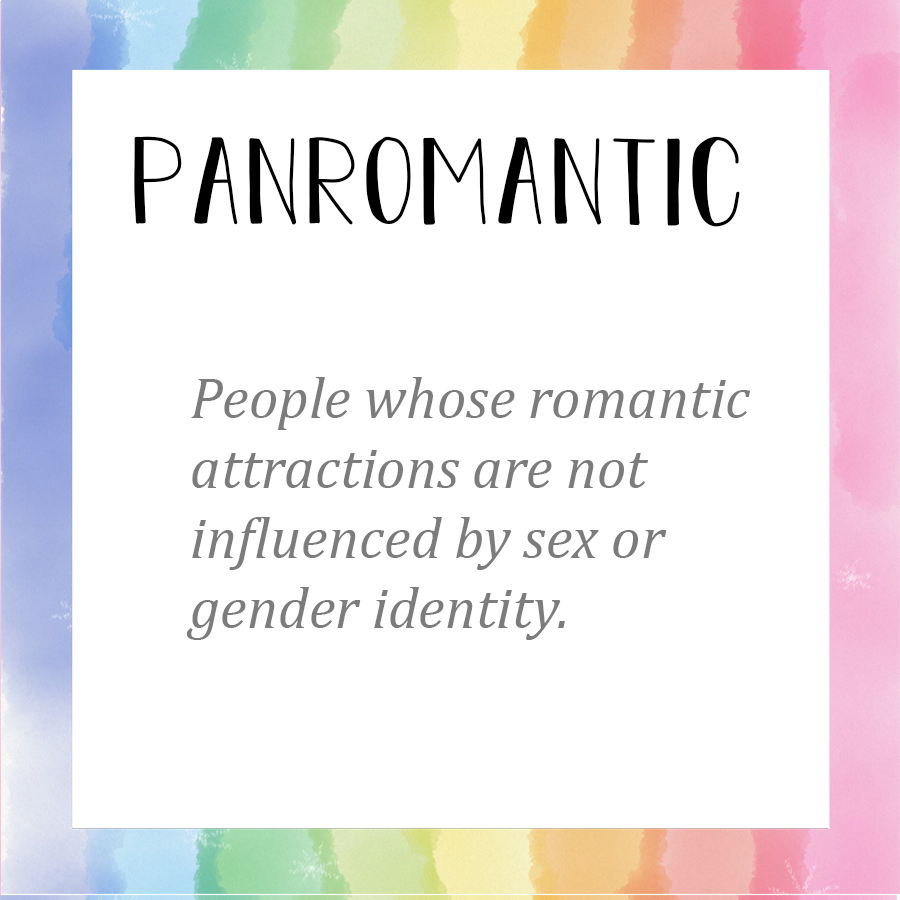 PANROMANTIC
People whose romantic
attractions are not
influenced by sex or
gender identity.